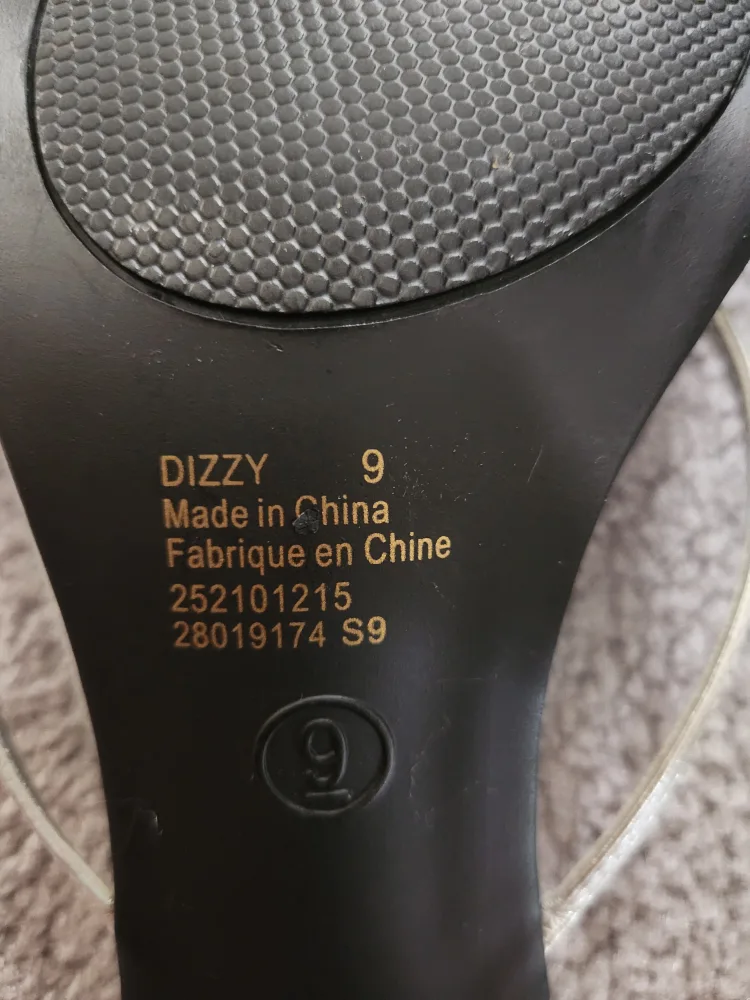 DIZZY 9
Made in China
Fabrique en Chine
252101215
28019174 S9
9